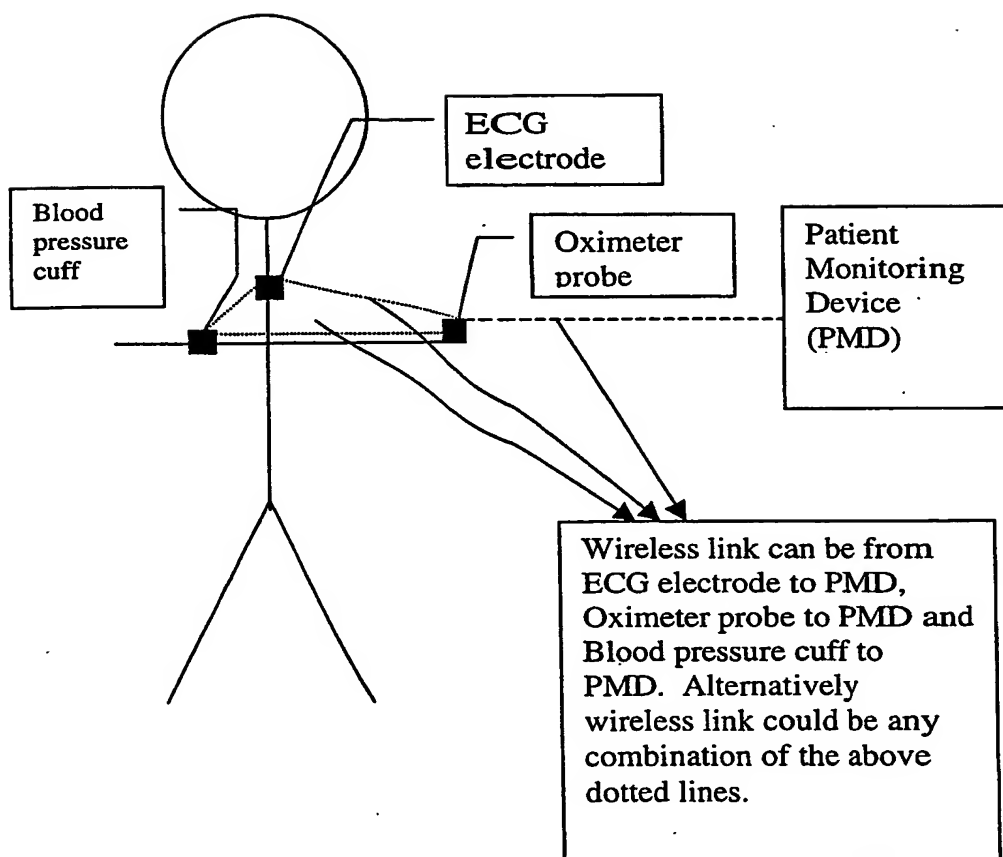 ECG
electrode
Blood
pressure
cuff
Oximeter
probe
Patient
Monitoring
Device
(PMD)
Wireless link can be from
ECG electrode to PMD,
Oximeter probe to PMD and
Blood pressure cuff to
PMD. Alternatively
wireless link could be any
combination of the above
dotted lines.